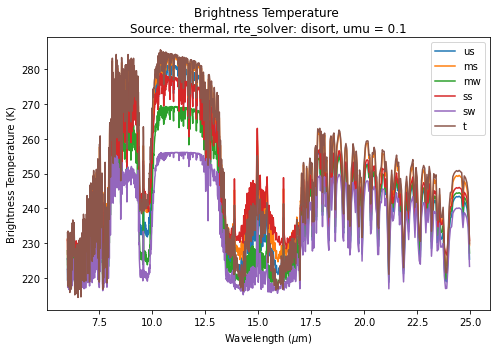 Brightness Temperature
Source: thermal, rte_solver: disort, umu = 0.1
Brightness Temperature (K)
280
270
260
250
240
230
220
us
ms
mw
ss
sw
t
7.5 10.0 12.5 15.0 17.5 20.0 22.5 25.0
Wavelength (μm)